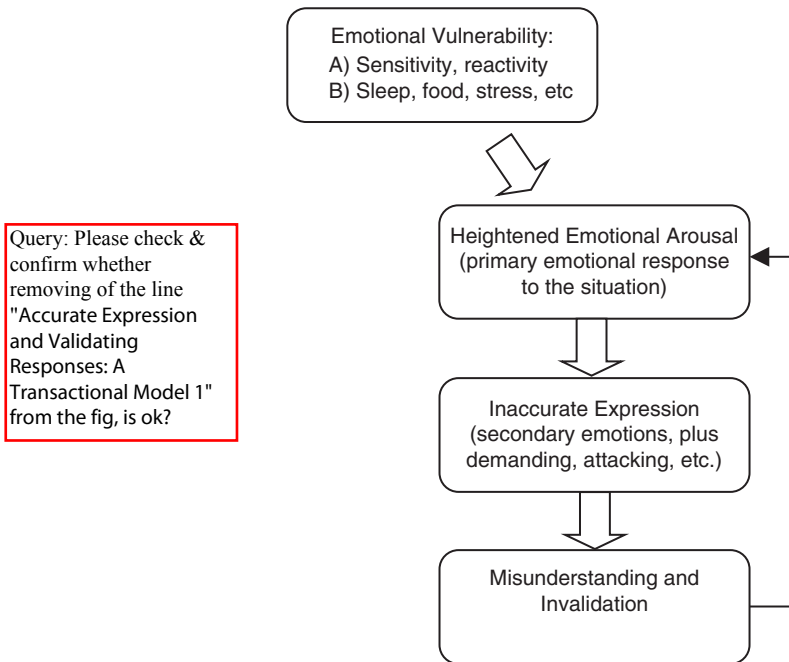 Emotional Vulnerability:
A) Sensitivity, reactivity
B) Sleep, food, stress, etc
Query: Please check &
confirm whether
removing of the line
"Accurate Expression
and Validating
Responses: A
Transactional Model 1"
from the fig, is ok?
Heightened Emotional Arousal
(primary emotional response
to the situation)
Inaccurate Expression
(secondary emotions, plus
demanding, attacking, etc.)
Misunderstanding and
Invalidation